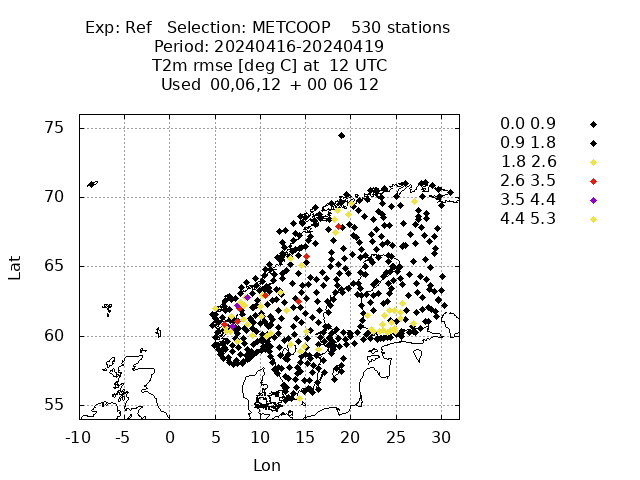 Exp: Ref Selection: METCOOP 530 stations
Period: 20240416-20240419
T2m rmse [deg C] at 12 UTC
Used 00,06,12 + 00 06 12
0.0 0.9
0.9 1.8
1.8 2.6
2.6 3.5
3.5 4.4
4.4 5.3
75
70
65
60
55
Lat
-10 -5 0 5 10 15 20 25 30
Lon